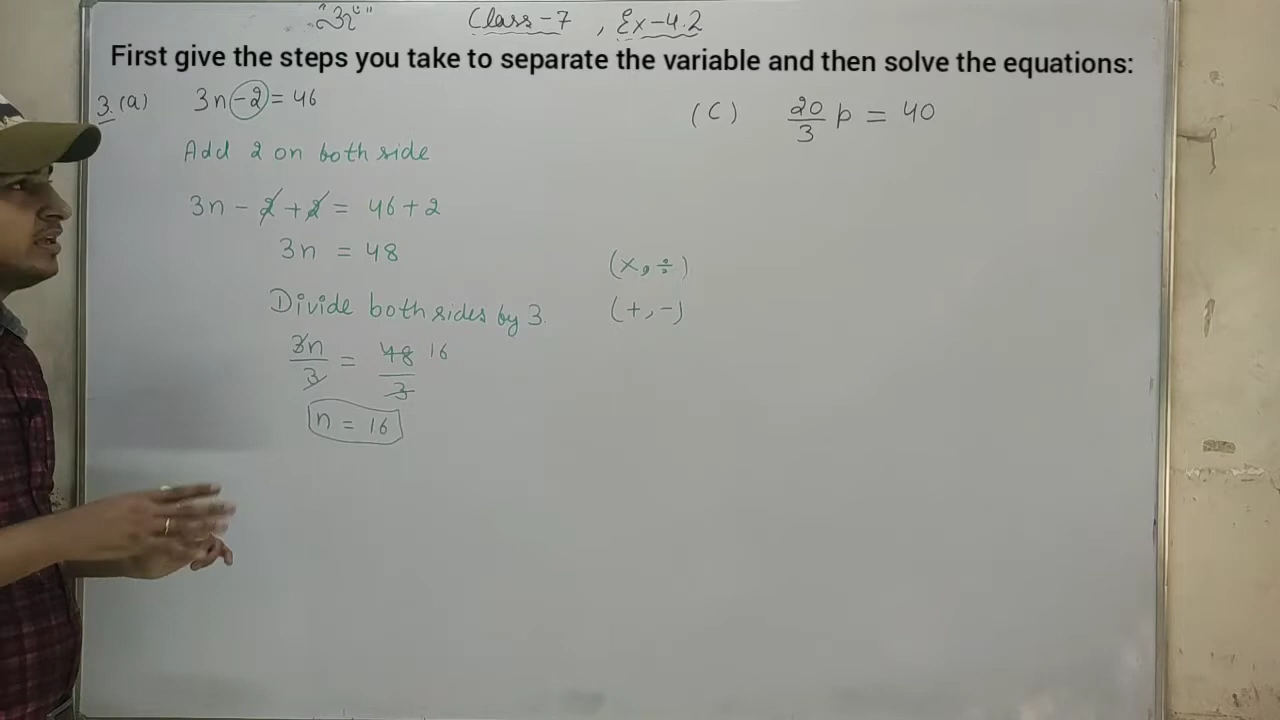 "ॐ"
Class-7 , Ex-4.2
First give the steps you take to separate the variable and then solve the equations:
3.(a) 3n-2 = 46
Add 2 on both side
3n - 2 + 2 = 46 + 2
3n = 48
Divide both sides by 3.
3n/3 = 48/3 16
n = 16
(×, ÷)
(+, -)
(C) 20/3 p = 40